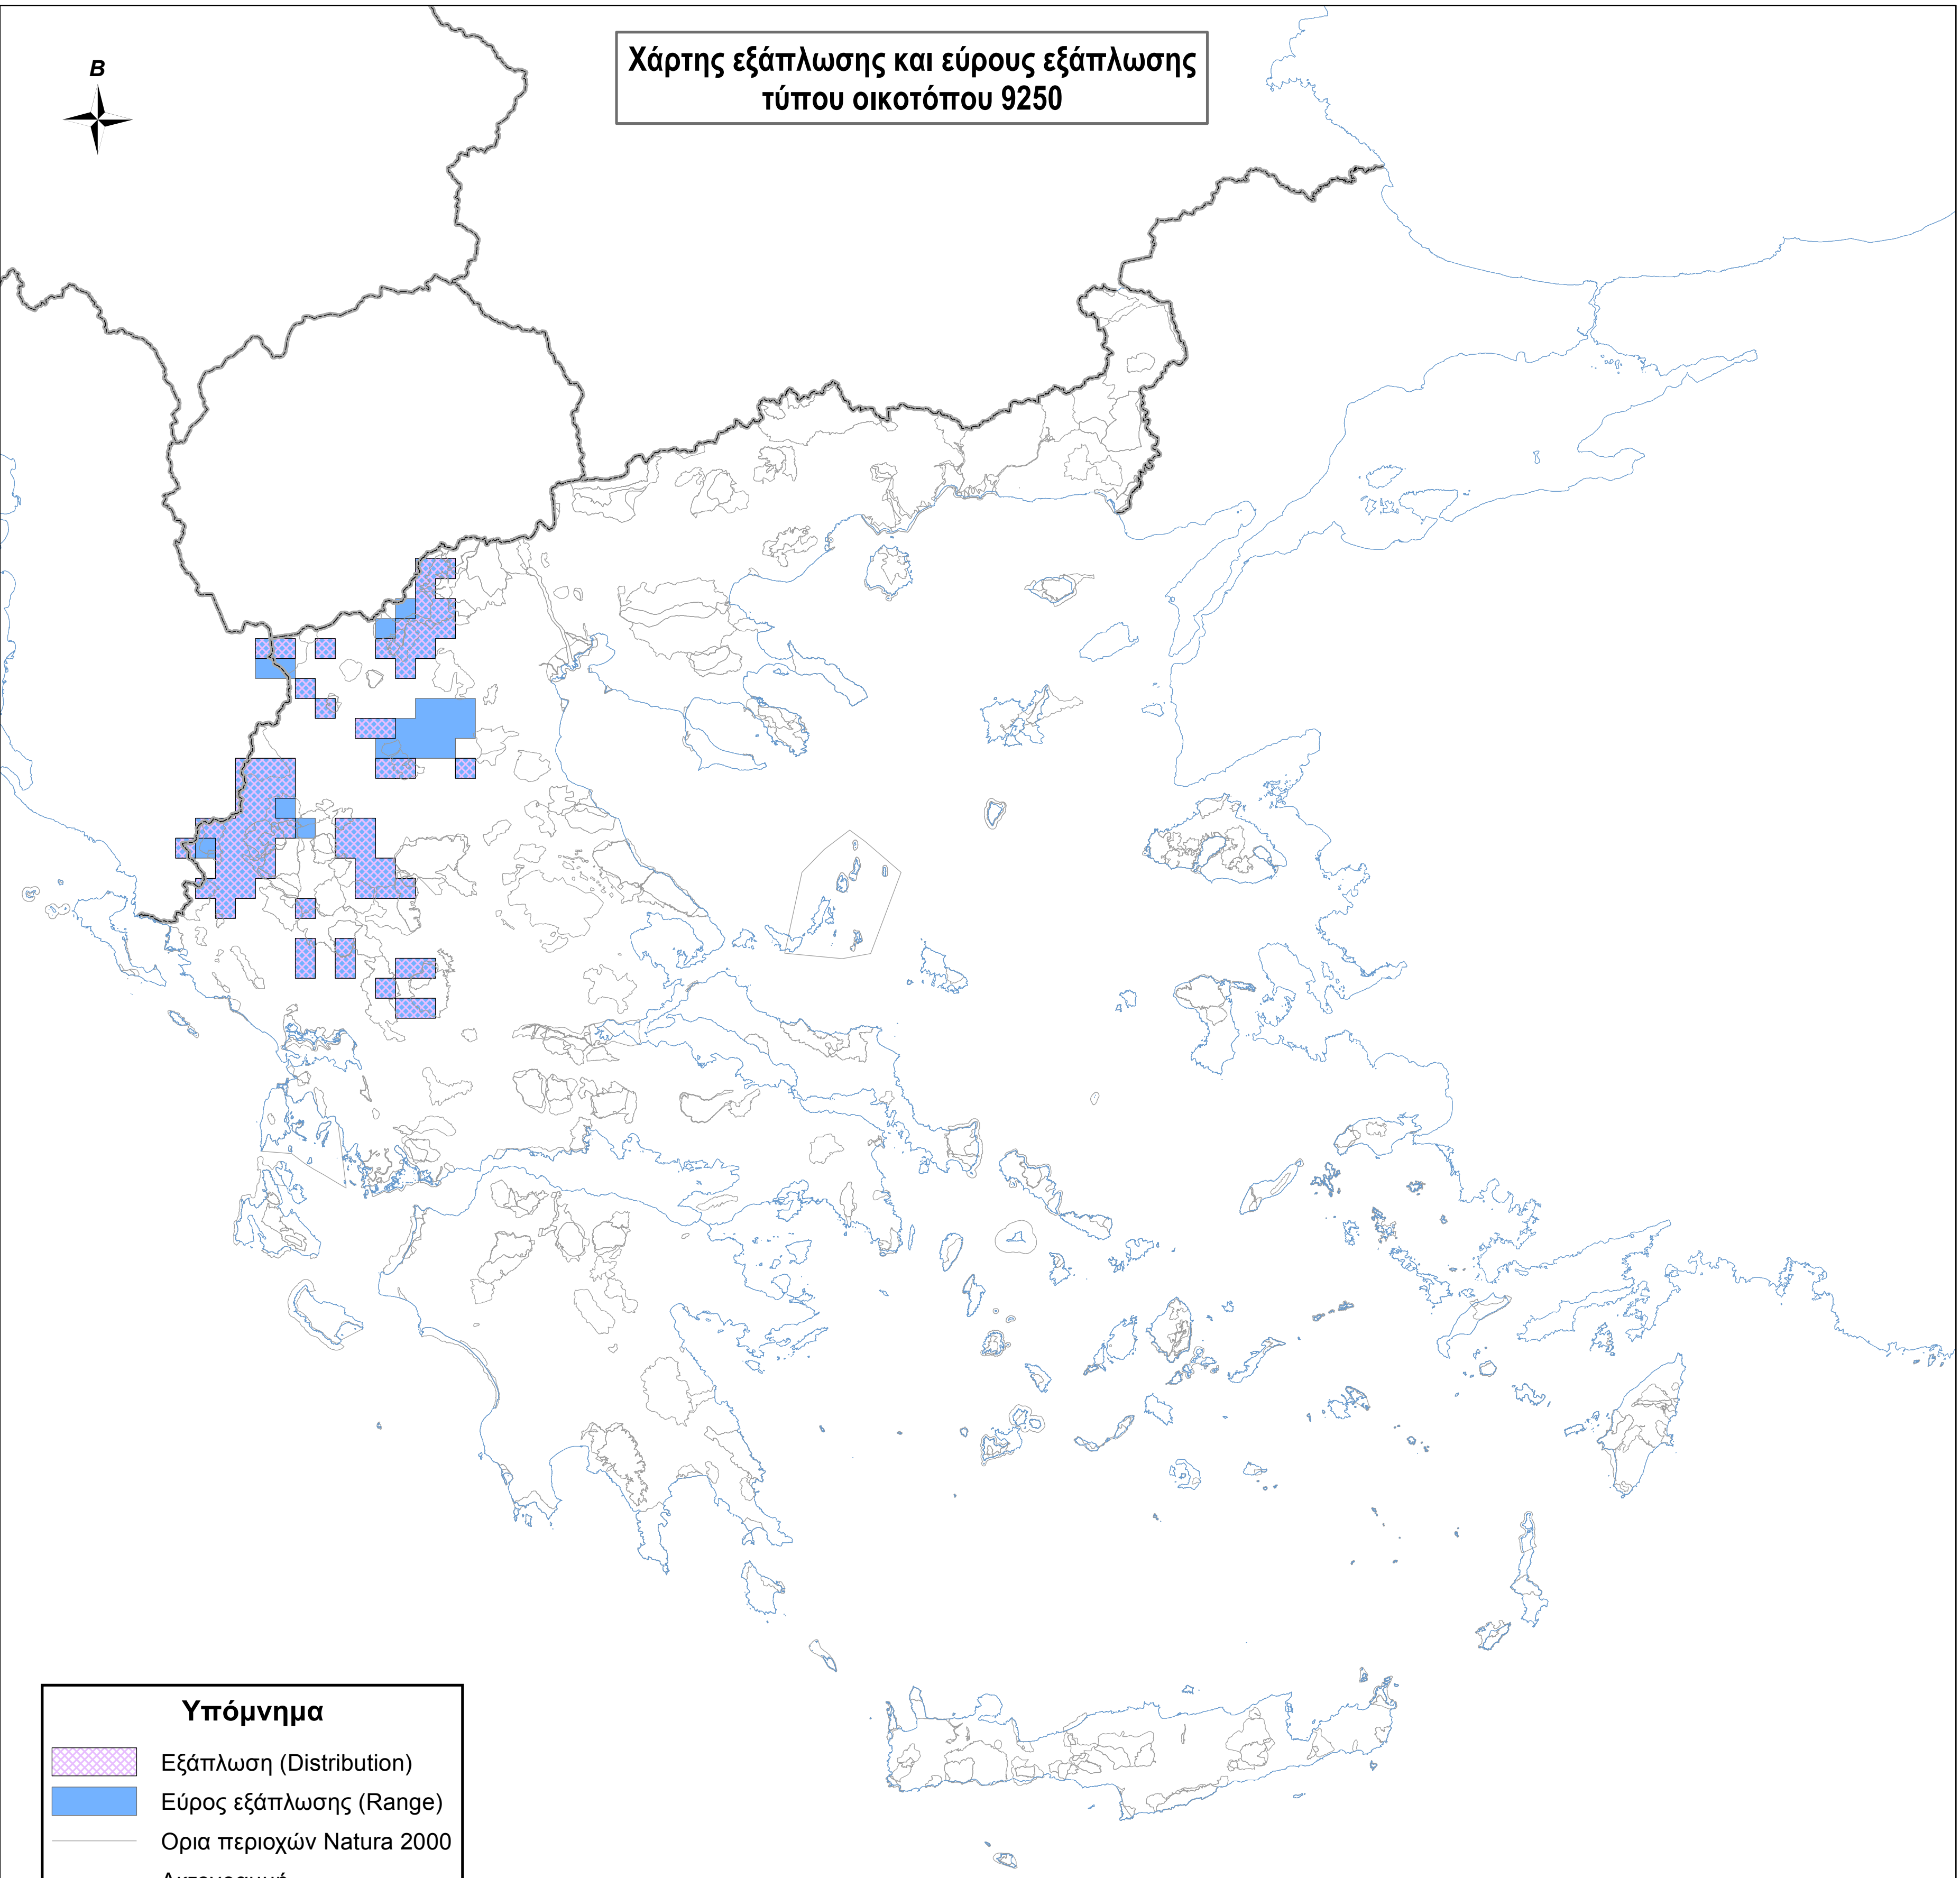 Χάρτης εξάπλωσης και εύρους εξάπλωσης
τύπου οικοτόπου 9250
Β
Υπόμνημα
Εξάπλωση (Distribution)
Εύρος εξάπλωσης (Range)
Ορια περιοχών Natura 2000